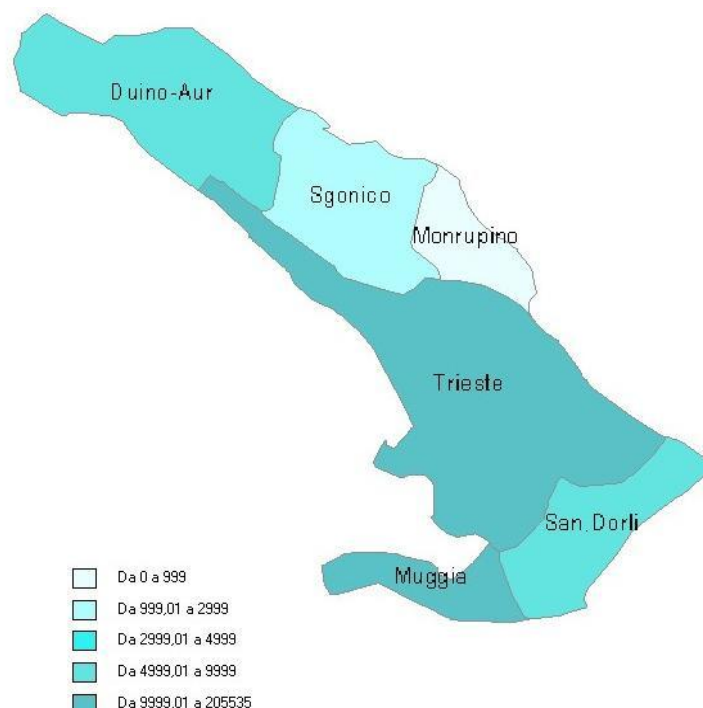 Duino-Aur
Sgonico
Monrupino
Trieste
San.Dorli
Muggia
Da 0 a 999
Da 999,01 a 2999
Da 2999,01 a 4999
Da 4999,01 a 9999
Da 9999,01 a 205535